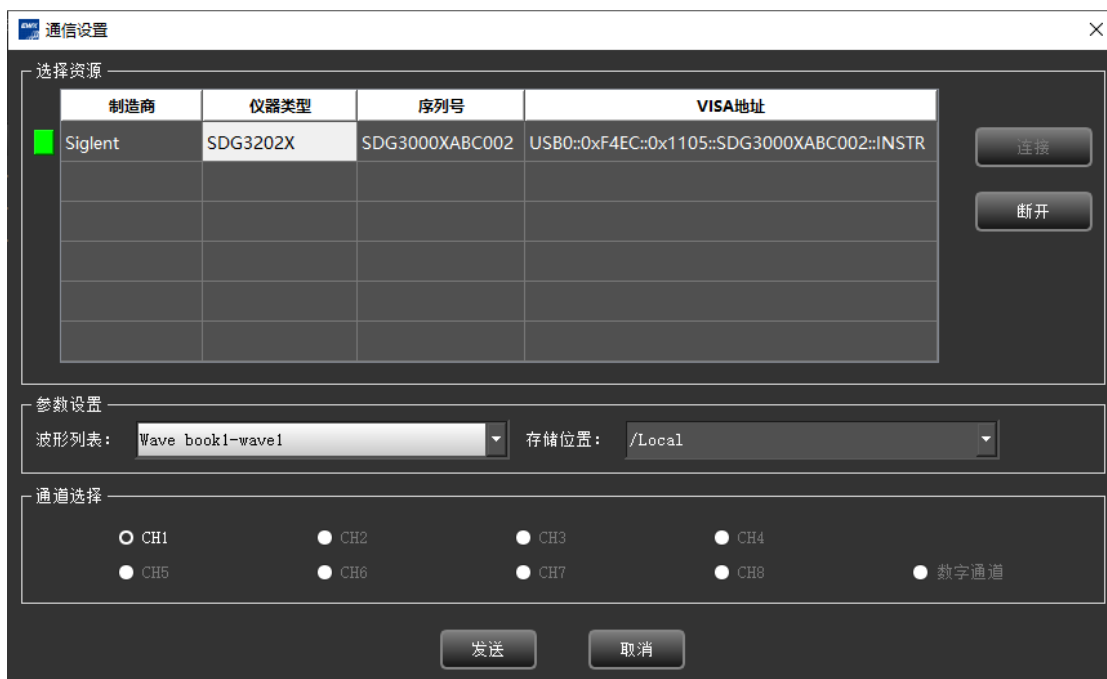 通信设置
选择资源
制造商 仪器类型 序列号 VISA地址
Siglent SDG3202X SDG3000XABC002 USB0::0xF4EC::0x1105::SDG3000XABC002::INSTR
连接
断开
参数设置
波形列表： Wave book1-wave1 存储位置： /Local
通道选择
CH1 CH2 CH3 CH4
CH5 CH6 CH7 CH8 数字通道
发送 取消